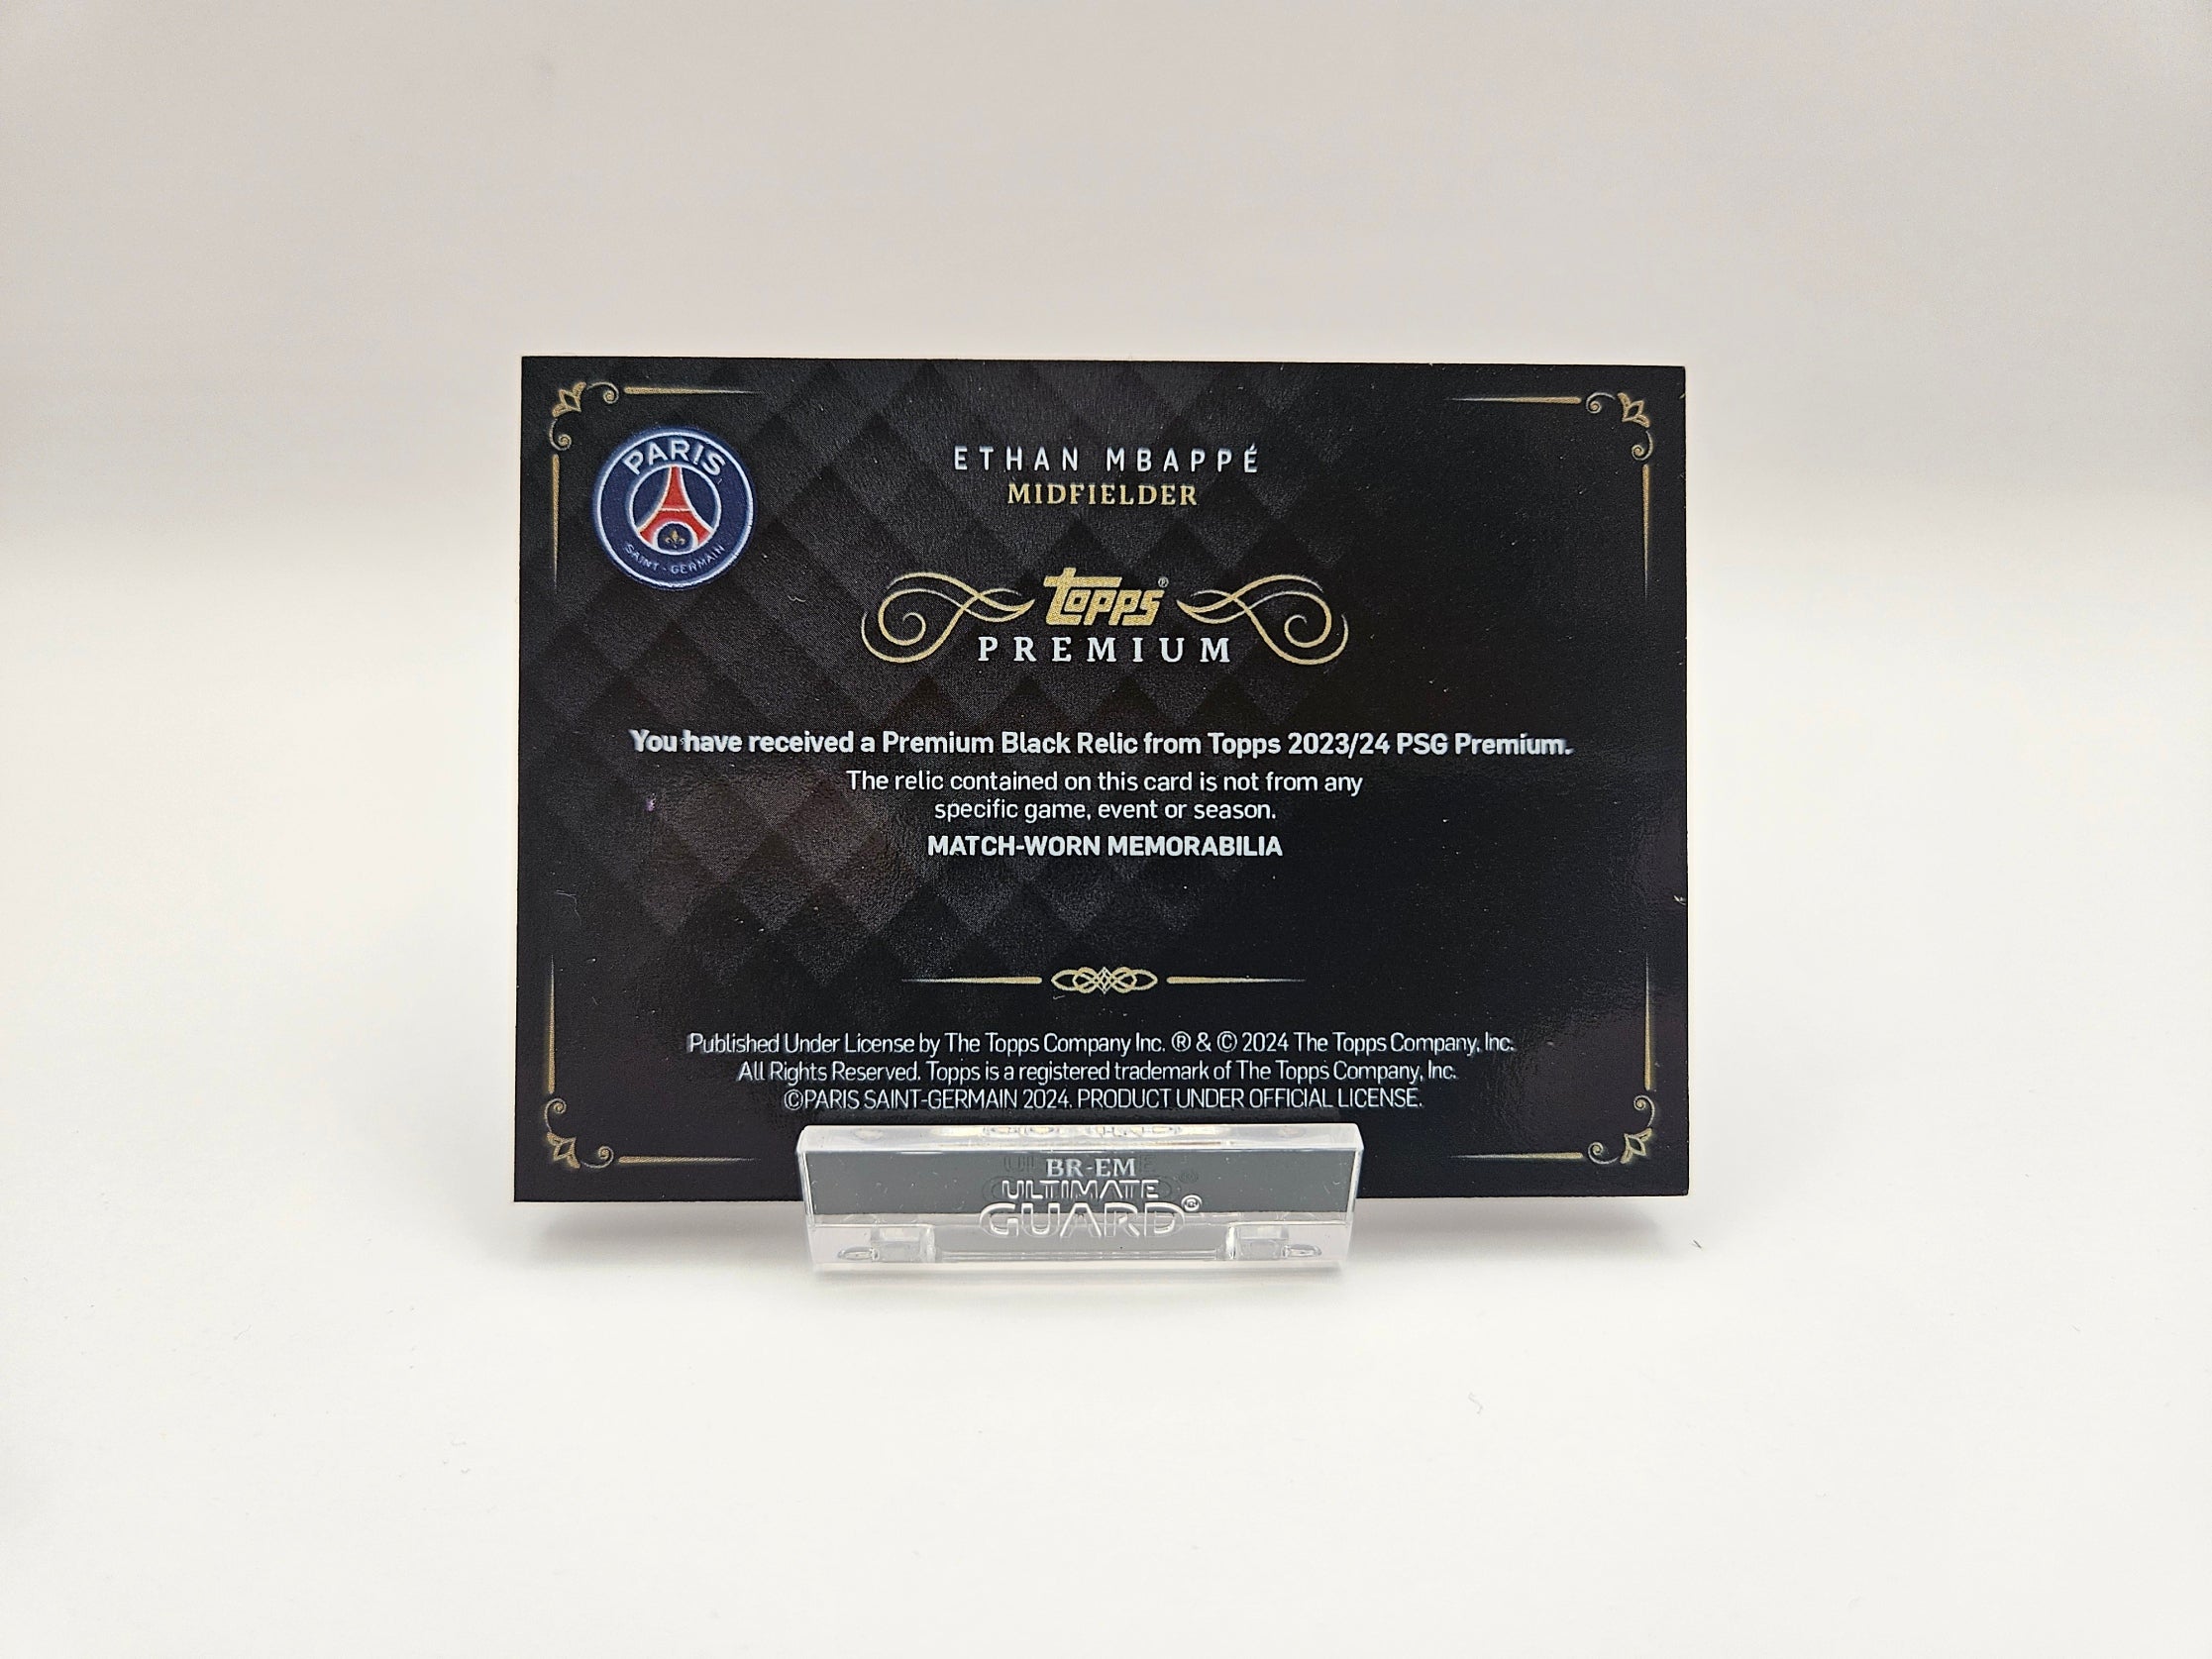 PARIS
SAINT-GERMAIN
ETHAN MBAPPÉ
MIDFIELDER
topps®
PREMIUM
You have received a Premium Black Relic from Topps 2023/24 PSG Premium.
The relic contained on this card is not from any
specific game, event or season.
MATCH-WORN MEMORABILIA
Published Under License by The Topps Company Inc. ® & © 2024 The Topps Company, Inc.
All Rights Reserved. Topps is a registered trademark of The Topps Company, Inc.
©PARIS SAINT-GERMAIN 2024. PRODUCT UNDER OFFICIAL LICENSE.
BR-EM
ULTIMATE
GUARD®